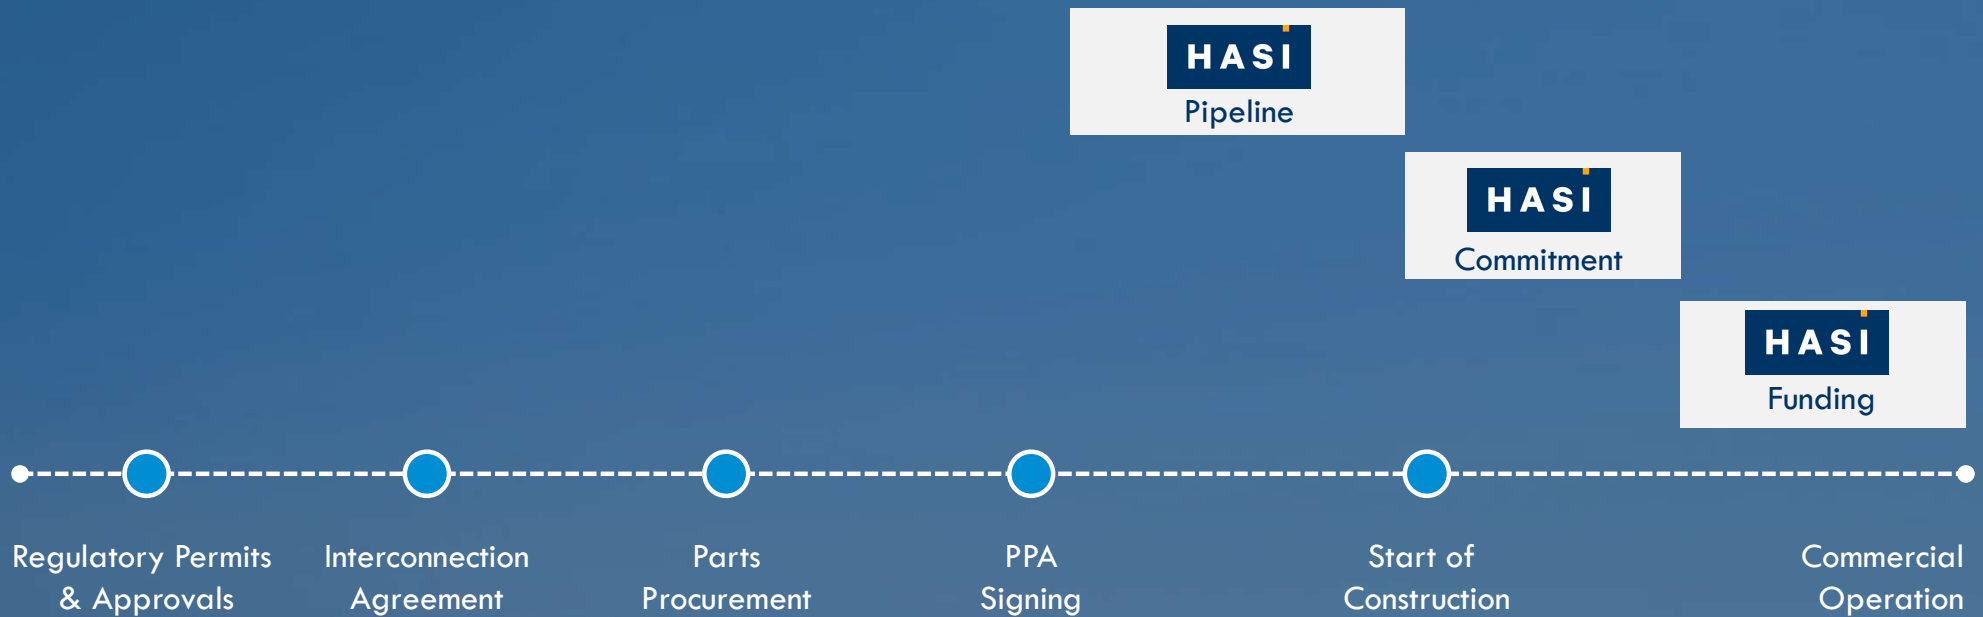 HASI
Pipeline
HASI
Commitment
HASI
Funding
Regulatory Permits
& Approvals
Interconnection
Agreement
Parts
Procurement
PPA
Signing
Start of
Construction
Commercial
Operation